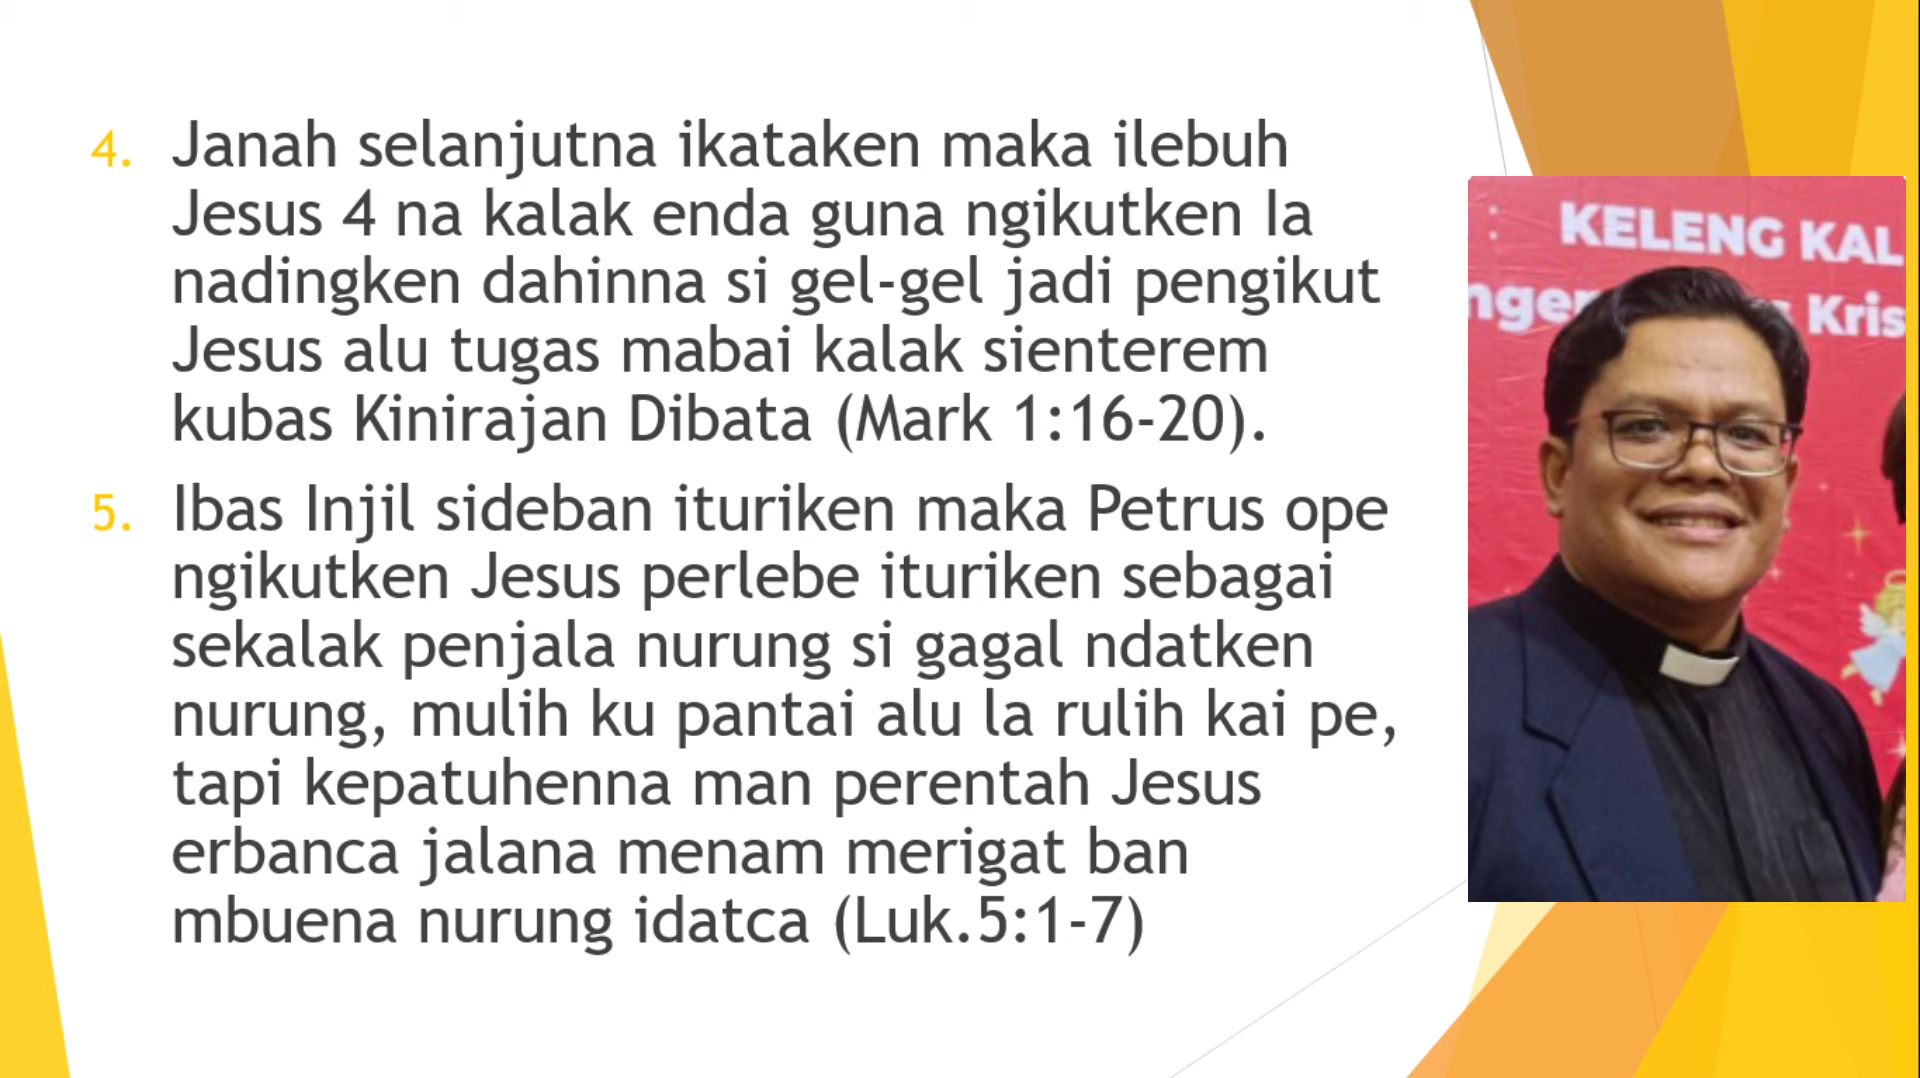 4. Janah selanjutna ikataken maka ilebuh
Jesus 4 na kalak enda guna ngikutken Ia
nadingken dahinna si gel-gel jadi pengikut
Jesus alu tugas mabai kalak sienterem
kubas Kinirajan Dibata (Mark 1:16-20).
5. Ibas Injil sideban ituriken maka Petrus ope
ngikutken Jesus perlebe ituriken sebagai
sekalak penjala nurung si gagal ndatken
nurung, mulih ku pantai alu la rulih kai pe,
tapi kepatuhenna man perentah Jesus
erbanca jalana menam merigat ban
mbuena nurung idatca (Luk.5:1-7)
KELENG KAL